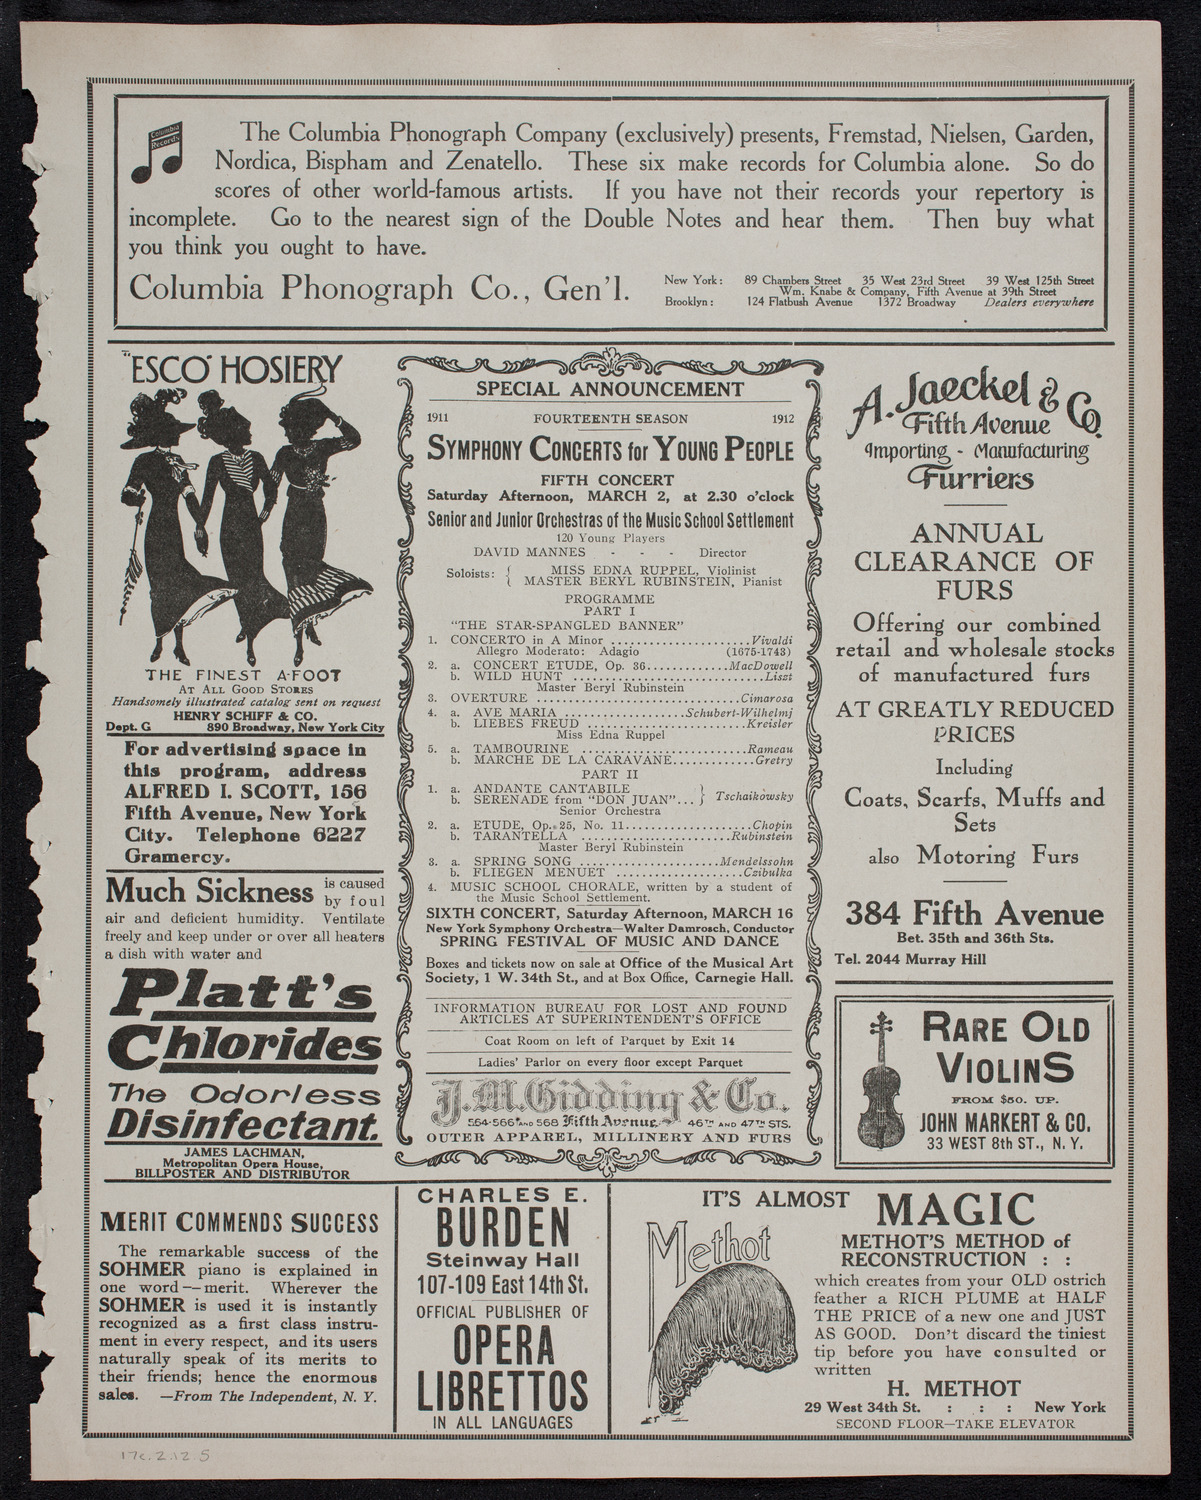 Columbia
Records
The Columbia Phonograph Company (exclusively) presents, Fremstad, Nielsen, Garden,
Nordica, Bispham and Zenatello. These six make records for Columbia alone. So do
scores of other world-famous artists. If you have not their records your repertory is
incomplete. Go to the nearest sign of the Double Notes and hear them. Then buy what
you think you ought to have.
Columbia Phonograph Co., Gen'l.
New York: 89 Chambers Street 35 West 23rd Street 39 West 125th Street
Wm. Knabe & Company, Fifth Avenue at 39th Street
Brooklyn: 124 Flatbush Avenue 1372 Broadway Dealers everywhere
"ESCO" HOSIERY
THE FINEST A-FOOT
AT ALL GOOD STORES
Handsomely illustrated catalog sent on request
HENRY SCHIFF & CO.
Dept. G 890 Broadway, New York City
For advertising space in
this program, address
ALFRED I. SCOTT, 156
Fifth Avenue, New York
City. Telephone 6227
Gramercy.
Much Sickness is caused
by foul
air and deficient humidity. Ventilate
freely and keep under or over all heaters
a dish with water and
Platt's
Chlorides
The Odorless
Disinfectant.
JAMES LACHMAN,
Metropolitan Opera House,
BILLPOSTER AND DISTRIBUTOR
SPECIAL ANNOUNCEMENT
1911 FOURTEENTH SEASON 1912
SYMPHONY CONCERTS for YOUNG PEOPLE
FIFTH CONCERT
Saturday Afternoon, MARCH 2, at 2.30 o'clock
Senior and Junior Orchestras of the Music School Settlement
120 Young Players
DAVID MANNES - - - Director
Soloists: { MISS EDNA RUPPEL, Violinist
{ MASTER BERYL RUBINSTEIN, Pianist
PROGRAMME
PART I
"THE STAR-SPANGLED BANNER"
1. CONCERTO in A Minor ......................Vivaldi
Allegro Moderato: Adagio (1675-1743)
2. a. CONCERT ETUDE, Op. 36............MacDowell
b. WILD HUNT ............................Liszt
Master Beryl Rubinstein
3. OVERTURE ...............................Cimarosa
4. a. AVE MARIA ..................Schubert-Wilhelmj
b. LIEBES FREUD ........................Kreisler
Miss Edna Ruppel
5. a. TAMBOURINE .........................Rameau
b. MARCHE DE LA CARAVANE............Gretry
PART II
1. a. ANDANTE CANTABILE }
b. SERENADE from "DON JUAN"... } Tschaikowsky
Senior Orchestra
2. a. ETUDE, Op. 25, No. 11...................Chopin
b. TARANTELLA ......................Rubinstein
Master Beryl Rubinstein
3. a. SPRING SONG .....................Mendelssohn
b. FLIEGEN MENUET ...................Czibulka
4. MUSIC SCHOOL CHORALE, written by a student of
the Music School Settlement.
SIXTH CONCERT, Saturday Afternoon, MARCH 16
New York Symphony Orchestra—Walter Damrosch, Conductor
SPRING FESTIVAL OF MUSIC AND DANCE
Boxes and tickets now on sale at Office of the Musical Art
Society, 1 W. 34th St., and at Box Office, Carnegie Hall.
INFORMATION BUREAU FOR LOST AND FOUND
ARTICLES AT SUPERINTENDENT'S OFFICE
Coat Room on left of Parquet by Exit 14
Ladies' Parlor on every floor except Parquet
J.M. Gidding & Co.
564-566 AND 568 Fifth Avenue. 46TH AND 47TH STS.
OUTER APPAREL, MILLINERY AND FURS
A. Jaeckel & Co.
Fifth Avenue
Importing - Manufacturing
Furriers
ANNUAL
CLEARANCE OF
FURS
Offering our combined
retail and wholesale stocks
of manufactured furs
AT GREATLY REDUCED
PRICES
Including
Coats, Scarfs, Muffs and
Sets
also Motoring Furs
384 Fifth Avenue
Bet. 35th and 36th Sts.
Tel. 2044 Murray Hill
RARE OLD
VIOLINS
FROM $50. UP.
JOHN MARKERT & CO.
33 WEST 8th ST., N. Y.
MERIT COMMENDS SUCCESS
The remarkable success of the
SOHMER piano is explained in
one word—merit. Wherever the
SOHMER is used it is instantly
recognized as a first class instru-
ment in every respect, and its users
naturally speak of its merits to
their friends; hence the enormous
sales. —From The Independent, N. Y.
CHARLES E.
BURDEN
Steinway Hall
107-109 East 14th St.
OFFICIAL PUBLISHER OF
OPERA
LIBRETTOS
IN ALL LANGUAGES
IT'S ALMOST MAGIC
Methot
METHOT'S METHOD of
RECONSTRUCTION : :
which creates from your OLD ostrich
feather a RICH PLUME at HALF
THE PRICE of a new one and JUST
AS GOOD. Don't discard the tiniest
tip before you have consulted or
written
H. METHOT
29 West 34th St. : : : New York
SECOND FLOOR—TAKE ELEVATOR
17c.2.12.5